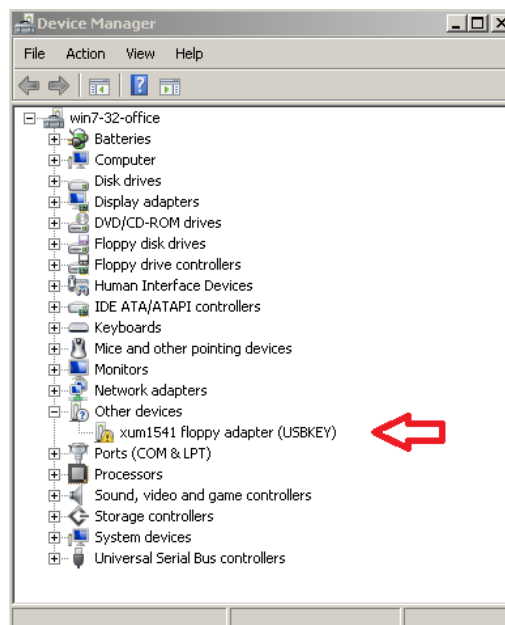 Device Manager
File Action View Help
win7-32-office
Batteries
Computer
Disk drives
Display adapters
DVD/CD-ROM drives
Floppy disk drives
Floppy drive controllers
Human Interface Devices
IDE ATA/ATAPI controllers
Keyboards
Mice and other pointing devices
Monitors
Network adapters
Other devices
xum1541 floppy adapter (USBKEY)
Ports (COM & LPT)
Processors
Sound, video and game controllers
Storage controllers
System devices
Universal Serial Bus controllers